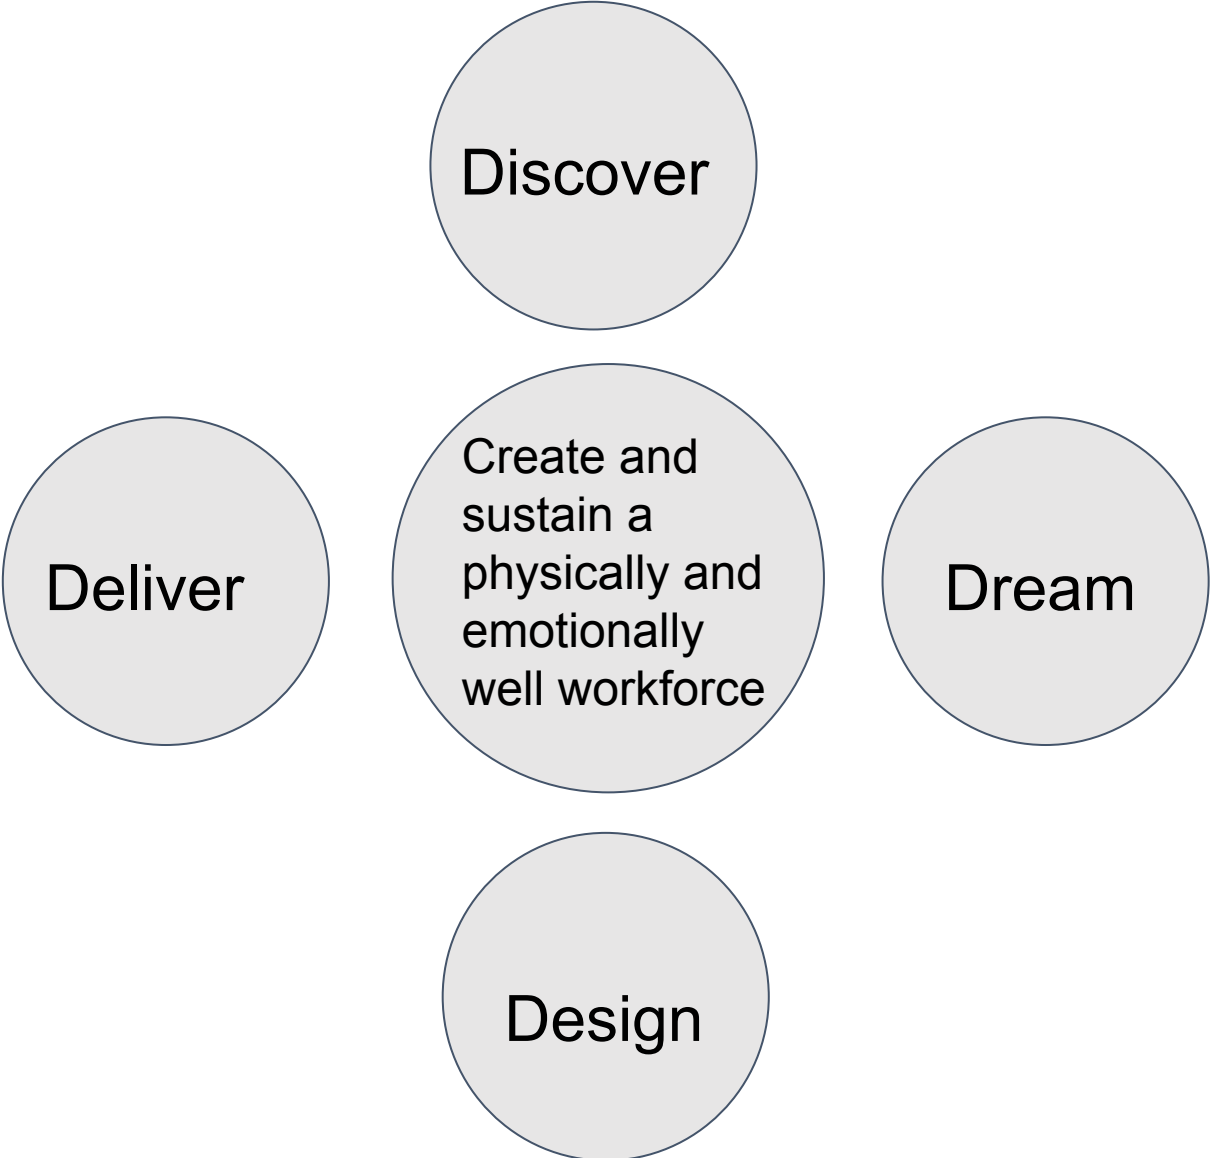 Discover
Create and
sustain a
physically and
emotionally
well workforce
Deliver
Dream
Design